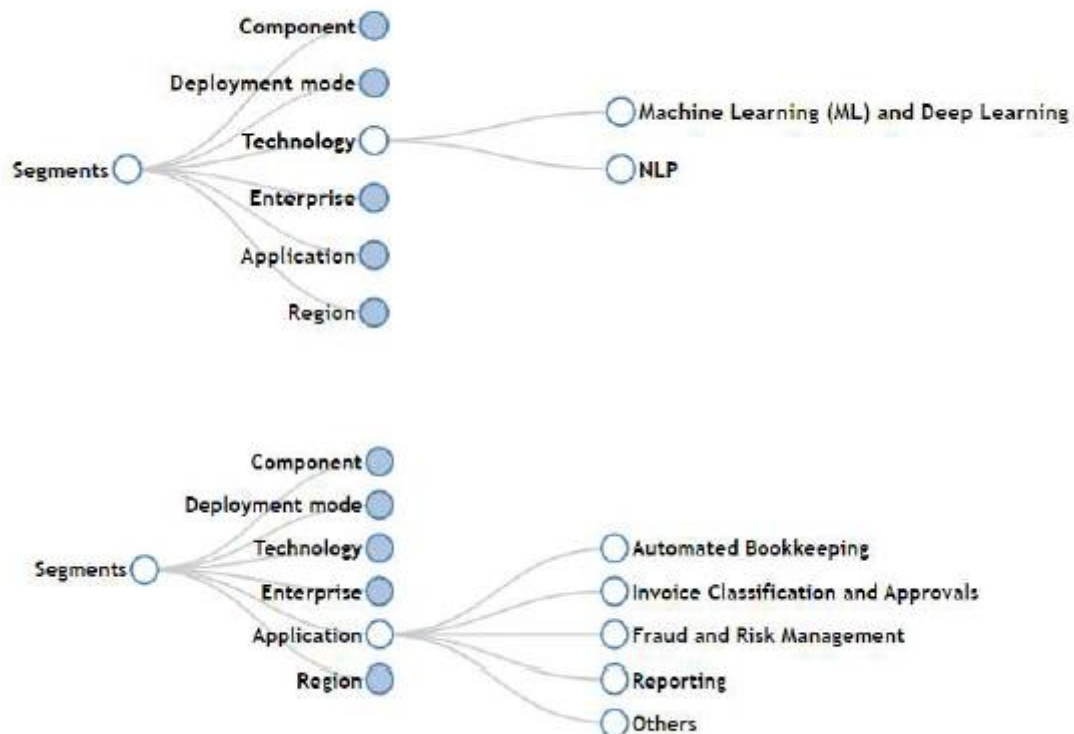 Component
Deployment mode
Machine Learning (ML) and Deep Learning
Technology
Segments
NLP
Enterprise
Application
Region
Component
Deployment mode
Technology
Automated Bookkeeping
Segments
Enterprise
Invoice Classification and Approvals
Application
Fraud and Risk Management
Region
Reporting
Others